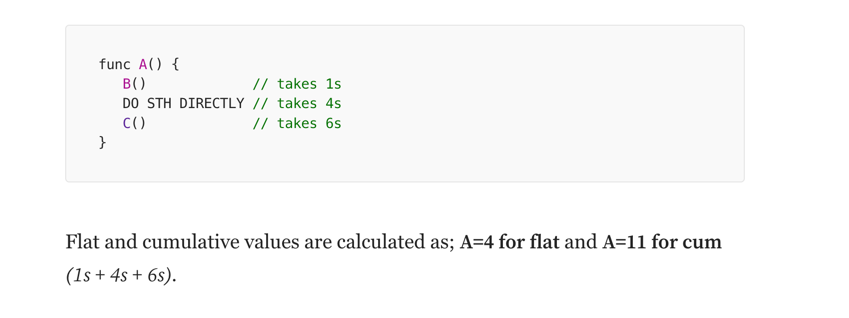 func A() {
   B()             // takes 1s
   DO STH DIRECTLY // takes 4s
   C()             // takes 6s
}
Flat and cumulative values are calculated as; A=4 for flat and A=11 for cum
(1s + 4s + 6s).